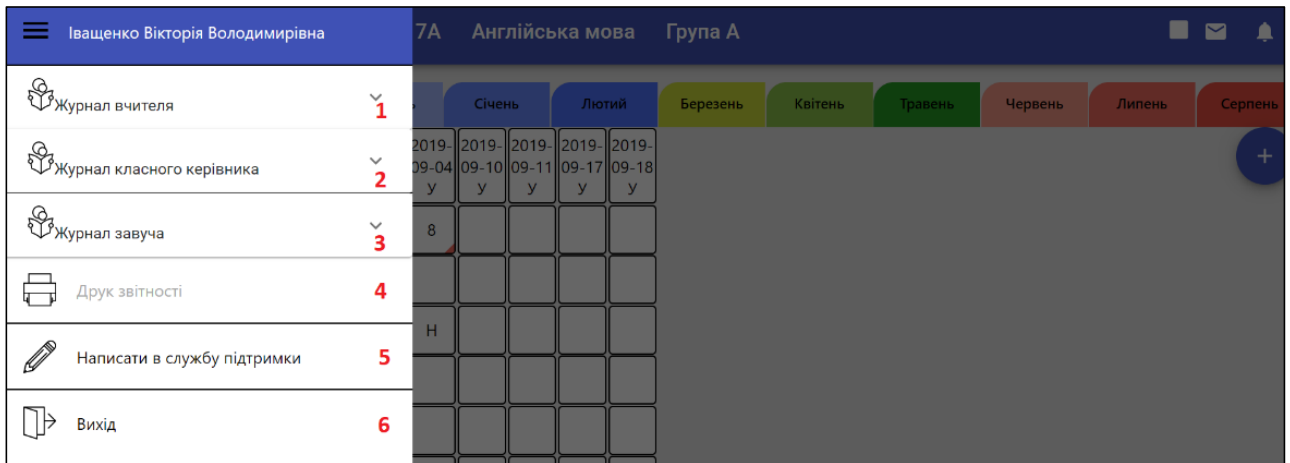 Іващенко Вікторія Володимирівна
7А Англійська мова Група А
Журнал вчителя
1
Журнал класного керівника
2
Журнал завуча
3
Друк звітності
4
Написати в службу підтримки
5
Вихід
6
Січень Лютий Березень Квітень Травень Червень Липень Серпень
2019- 2019- 2019- 2019- 2019-
09-04 09-10 09-11 09-17 09-18
У У У У У
8
Н
+